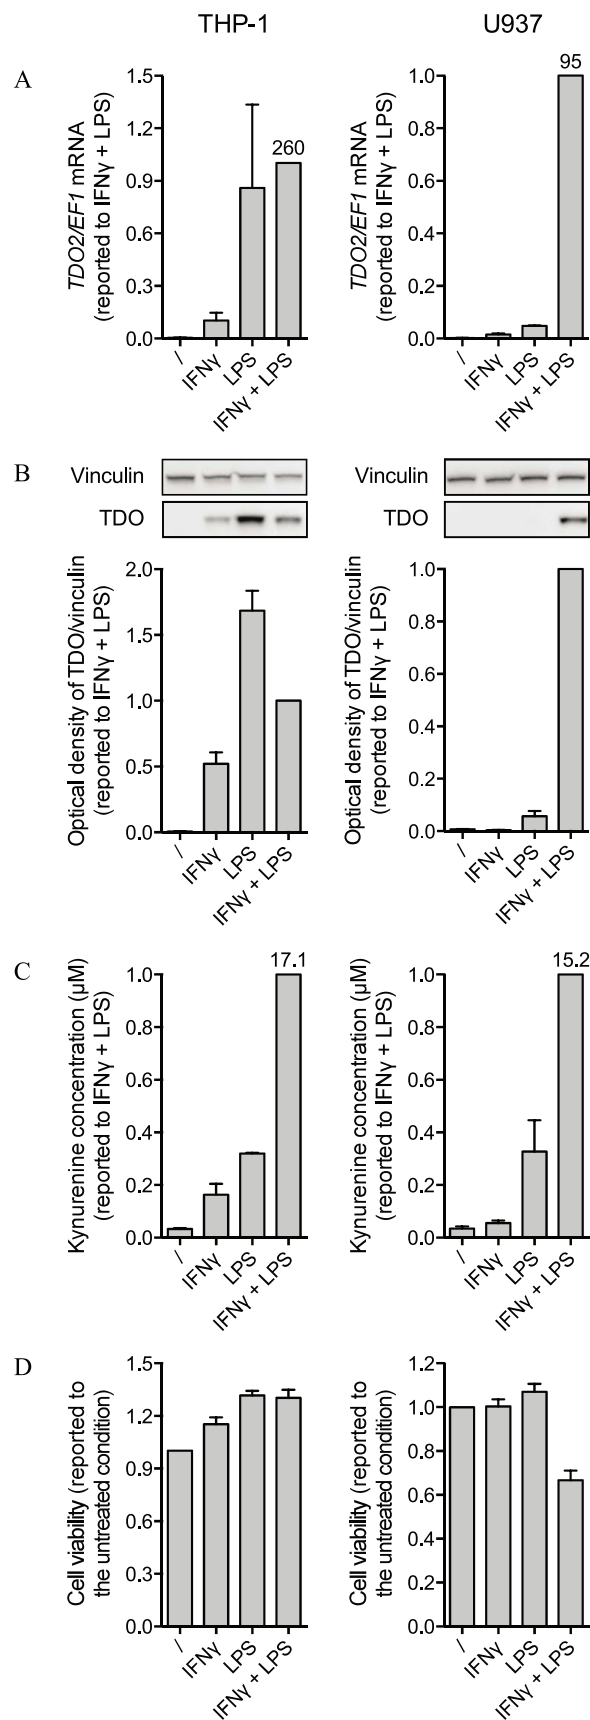 THP-1
U937
A
TDO2/EF1 mRNA
(reported to IFNγ + LPS)
1.5
1.2
0.9
0.6
0.3
0.0
260
/
IFNγ
LPS
IFNγ + LPS
TDO2/EF1 mRNA
(reported to IFNγ + LPS)
1.0
0.8
0.6
0.4
0.2
0.0
95
/
IFNγ
LPS
IFNγ + LPS
B
Vinculin
TDO
Vinculin
TDO
Optical density of TDO/vinculin
(reported to IFNγ + LPS)
2.0
1.5
1.0
0.5
0.0
/
IFNγ
LPS
IFNγ + LPS
Optical density of TDO/vinculin
(reported to IFNγ + LPS)
1.0
0.8
0.6
0.4
0.2
0.0
/
IFNγ
LPS
IFNγ + LPS
C
Kynurenine concentration (µM)
(reported to IFNγ + LPS)
1.0
0.8
0.6
0.4
0.2
0.0
17.1
/
IFNγ
LPS
IFNγ + LPS
Kynurenine concentration (µM)
(reported to IFNγ + LPS)
1.0
0.8
0.6
0.4
0.2
0.0
15.2
/
IFNγ
LPS
IFNγ + LPS
D
Cell viability (reported to
the untreated condition)
1.5
1.2
0.9
0.6
0.3
0.0
/
IFNγ
LPS
IFNγ + LPS
Cell viability (reported to
the untreated condition)
1.2
1.0
0.8
0.6
0.4
0.2
0.0
/
IFNγ
LPS
IFNγ + LPS